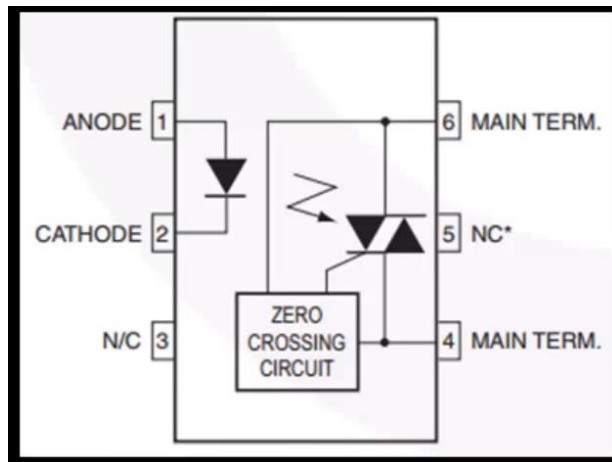 ANODE 1
6 MAIN TERM.
CATHODE 2
5 NC*
N/C 3
4 MAIN TERM.
ZERO
CROSSING
CIRCUIT